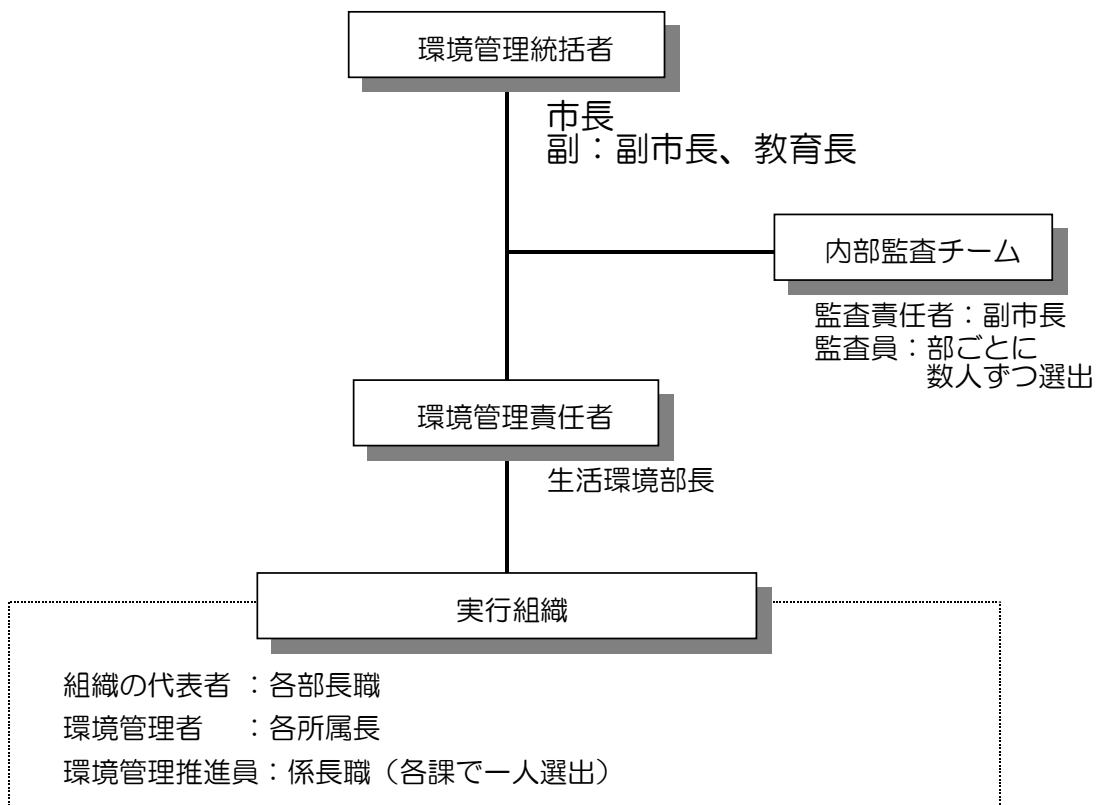 環境管理統括者
市長
副：副市長、教育長
内部監査チーム
監査責任者：副市長
監査員：部ごとに
数人ずつ選出
環境管理責任者
生活環境部長
実行組織
組織の代表者 ：各部長職
環境管理者 ：各所属長
環境管理推進員：係長職（各課で一人選出）